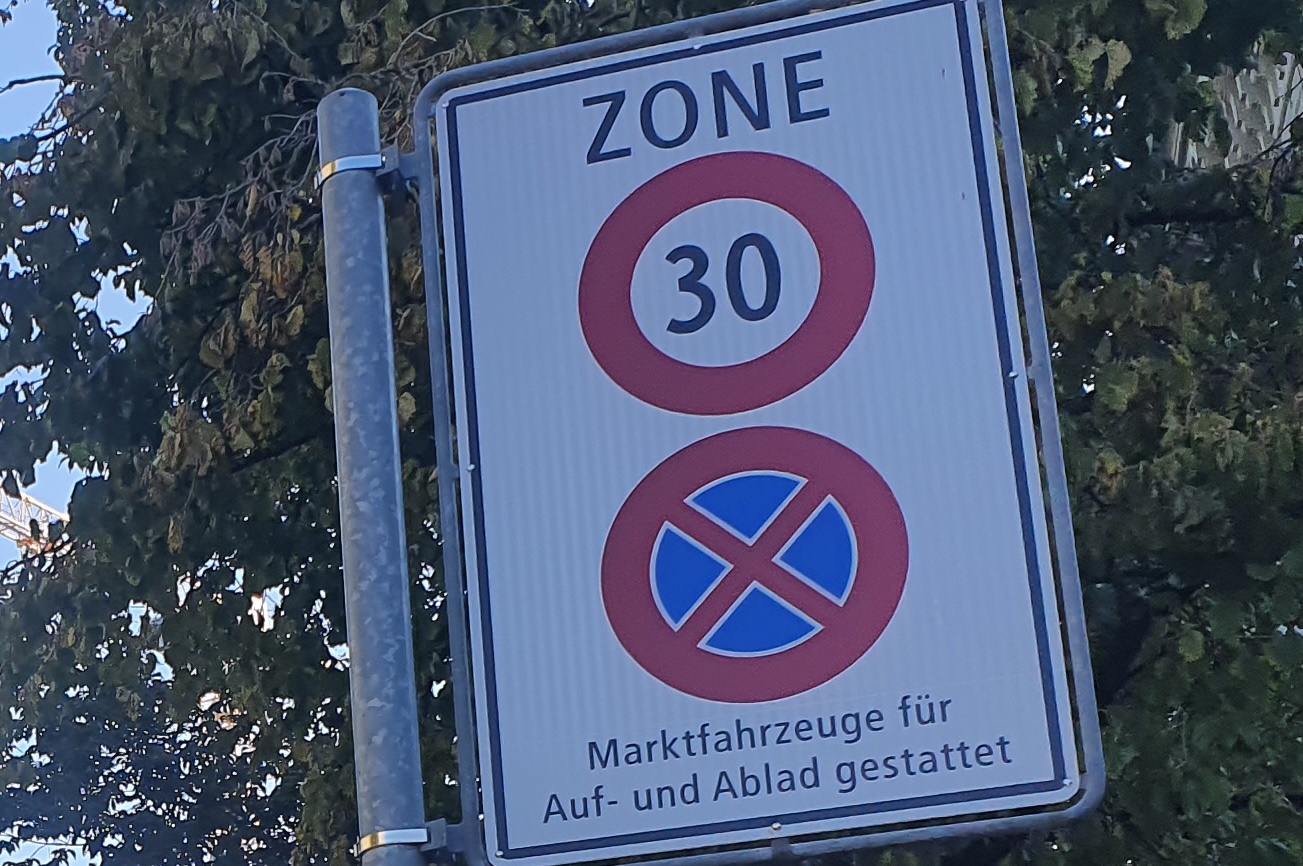 ZONE
30
Marktfahrzeuge für
Auf- und Ablad gestattet